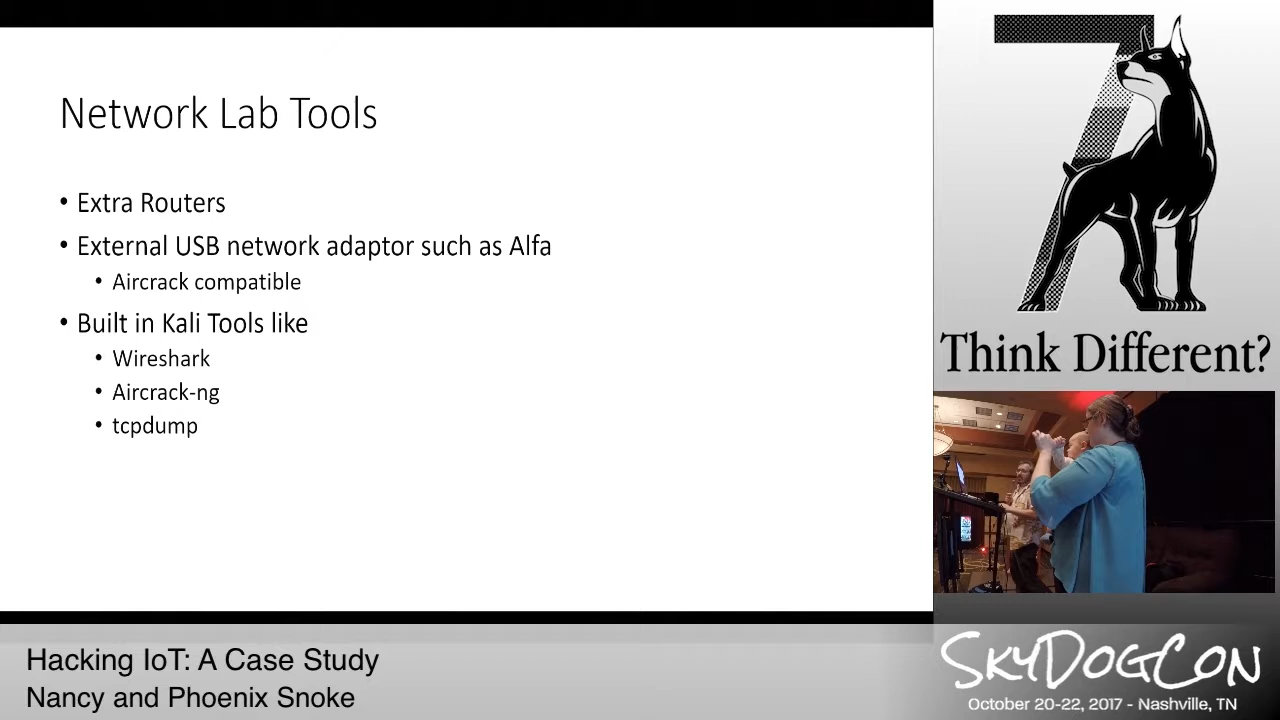 Network Lab Tools
• Extra Routers
• External USB network adaptor such as Alfa
• Aircrack compatible
• Built in Kali Tools like
• Wireshark
• Aircrack-ng
• tcpdump
7
Think Different?
Hacking IoT: A Case Study
Nancy and Phoenix Snoke
SKYDOGCON
October 20-22, 2017 - Nashville, TN